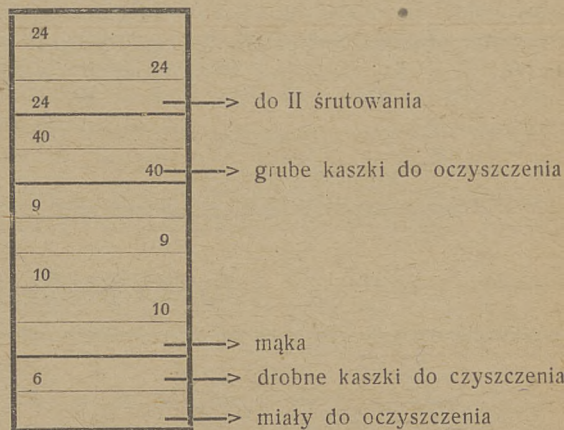 24
24
24 —> do II śrutowania
40
40 —> grube kaszki do oczyszczenia
9
9
10
10
—> mąka
6 —> drobne kaszki do czyszczenia
—> miały do oczyszczenia